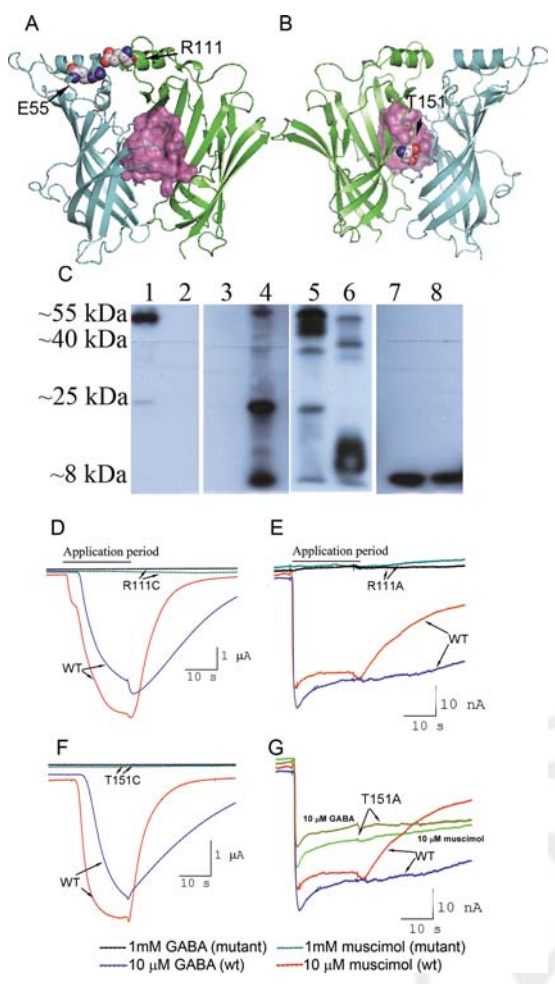 A
R111
E55
B
T151
C
1 2 3 4 5 6 7 8
~55 kDa
~40 kDa
~25 kDa
~8 kDa
D
Application period
R111C
WT
1 µA
10 s
E
Application period
R111A
WT
10 nA
10 s
F
T151C
WT
1 µA
10 s
G
10 µM GABA
T151A
10 µM muscimol
WT
10 nA
10 s
1mM GABA (mutant)
1mM muscimol (mutant)
10 µM GABA (wt)
10 µM muscimol (wt)